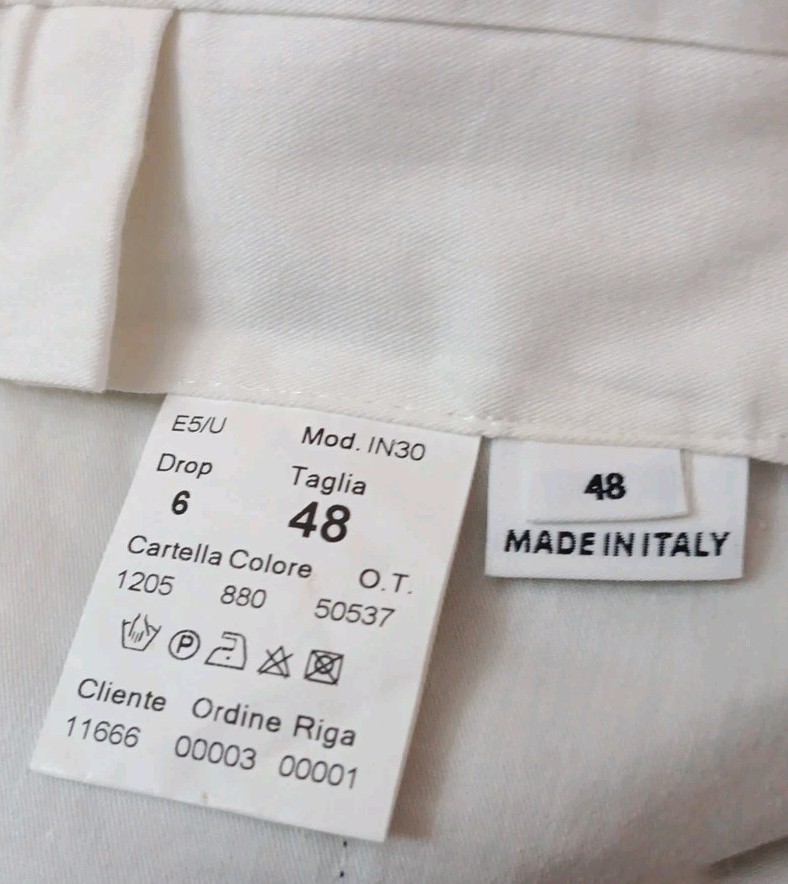 E5/U Mod. IN30
Drop Taglia
6 48
Cartella Colore O.T.
1205 880 50537
P
Cliente Ordine Riga
11666 00003 00001
48
MADE IN ITALY